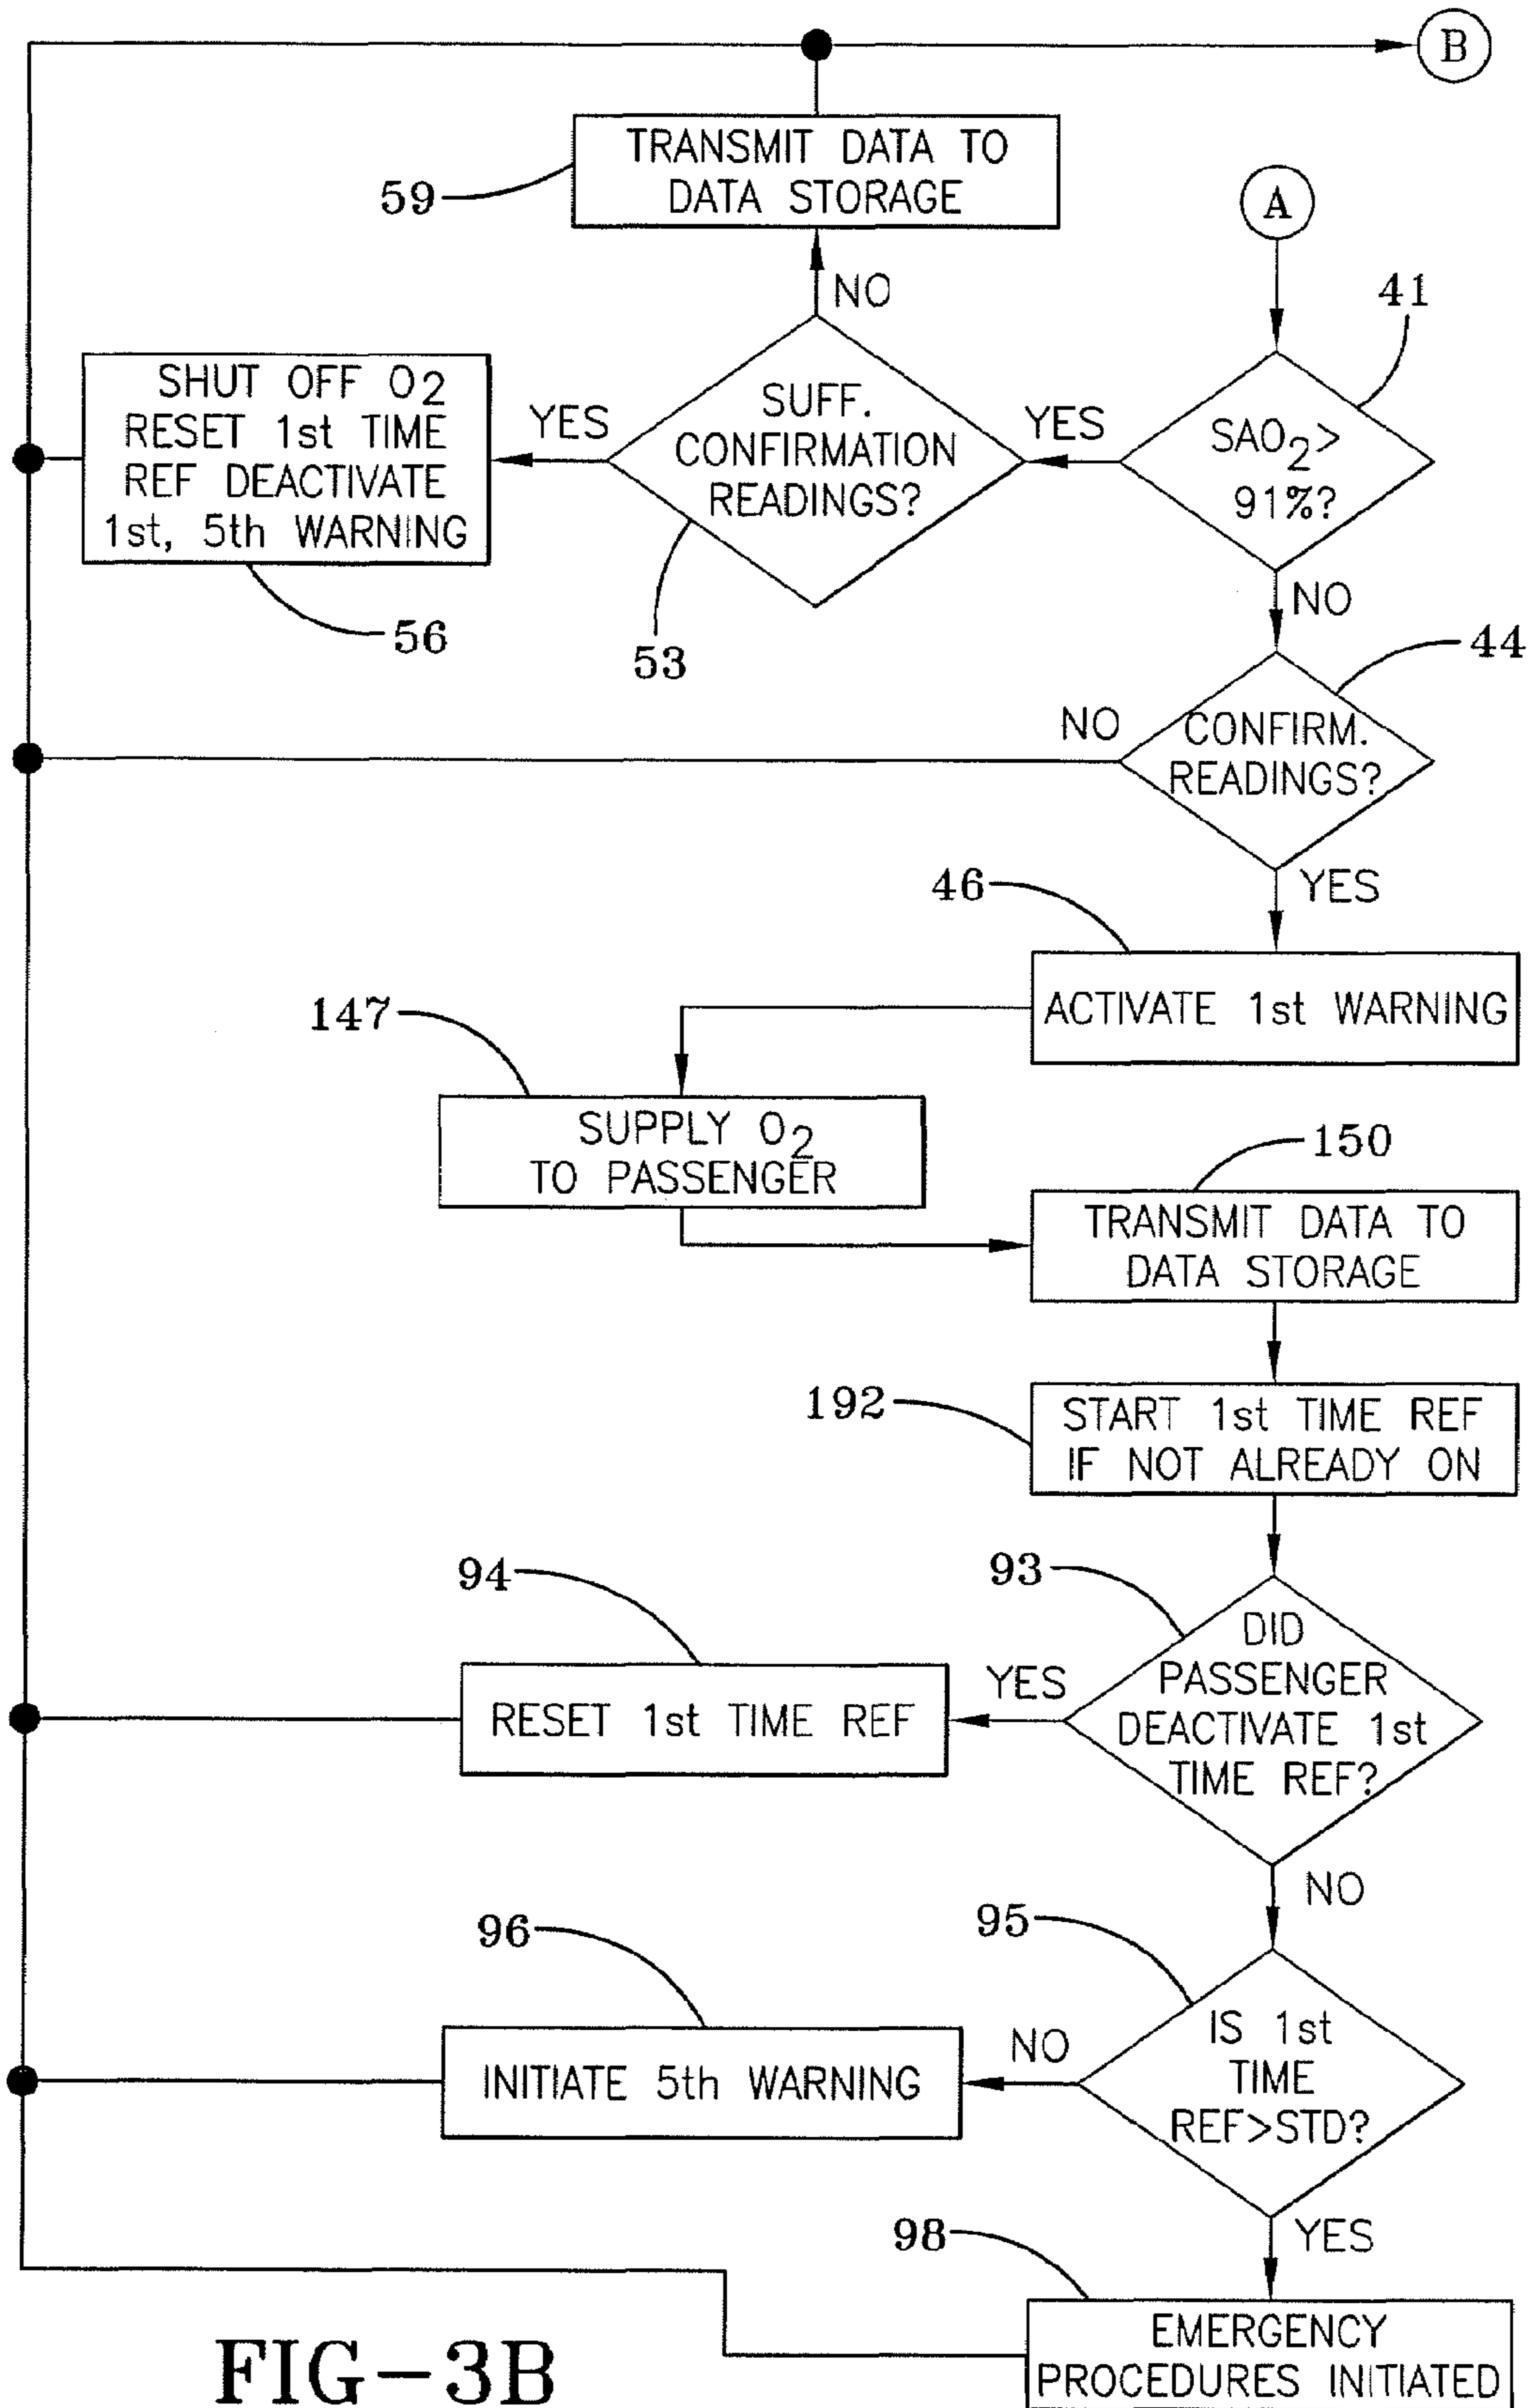 B
TRANSMIT DATA TO
DATA STORAGE
59
A
NO
41
SHUT OFF O2
RESET 1st TIME
REF DEACTIVATE
1st, 5th WARNING
YES
SUFF.
CONFIRMATION
READINGS?
YES
SAO2>
91%?
56
53
NO
44
NO
CONFIRM.
READINGS?
46
YES
ACTIVATE 1st WARNING
147
SUPPLY O2
TO PASSENGER
150
TRANSMIT DATA TO
DATA STORAGE
192
START 1st TIME REF
IF NOT ALREADY ON
94
93
RESET 1st TIME REF
YES
DID
PASSENGER
DEACTIVATE 1st
TIME REF?
NO
96
95
INITIATE 5th WARNING
NO
IS 1st
TIME
REF>STD?
98
YES
EMERGENCY
PROCEDURES INITIATED
FIG-3B